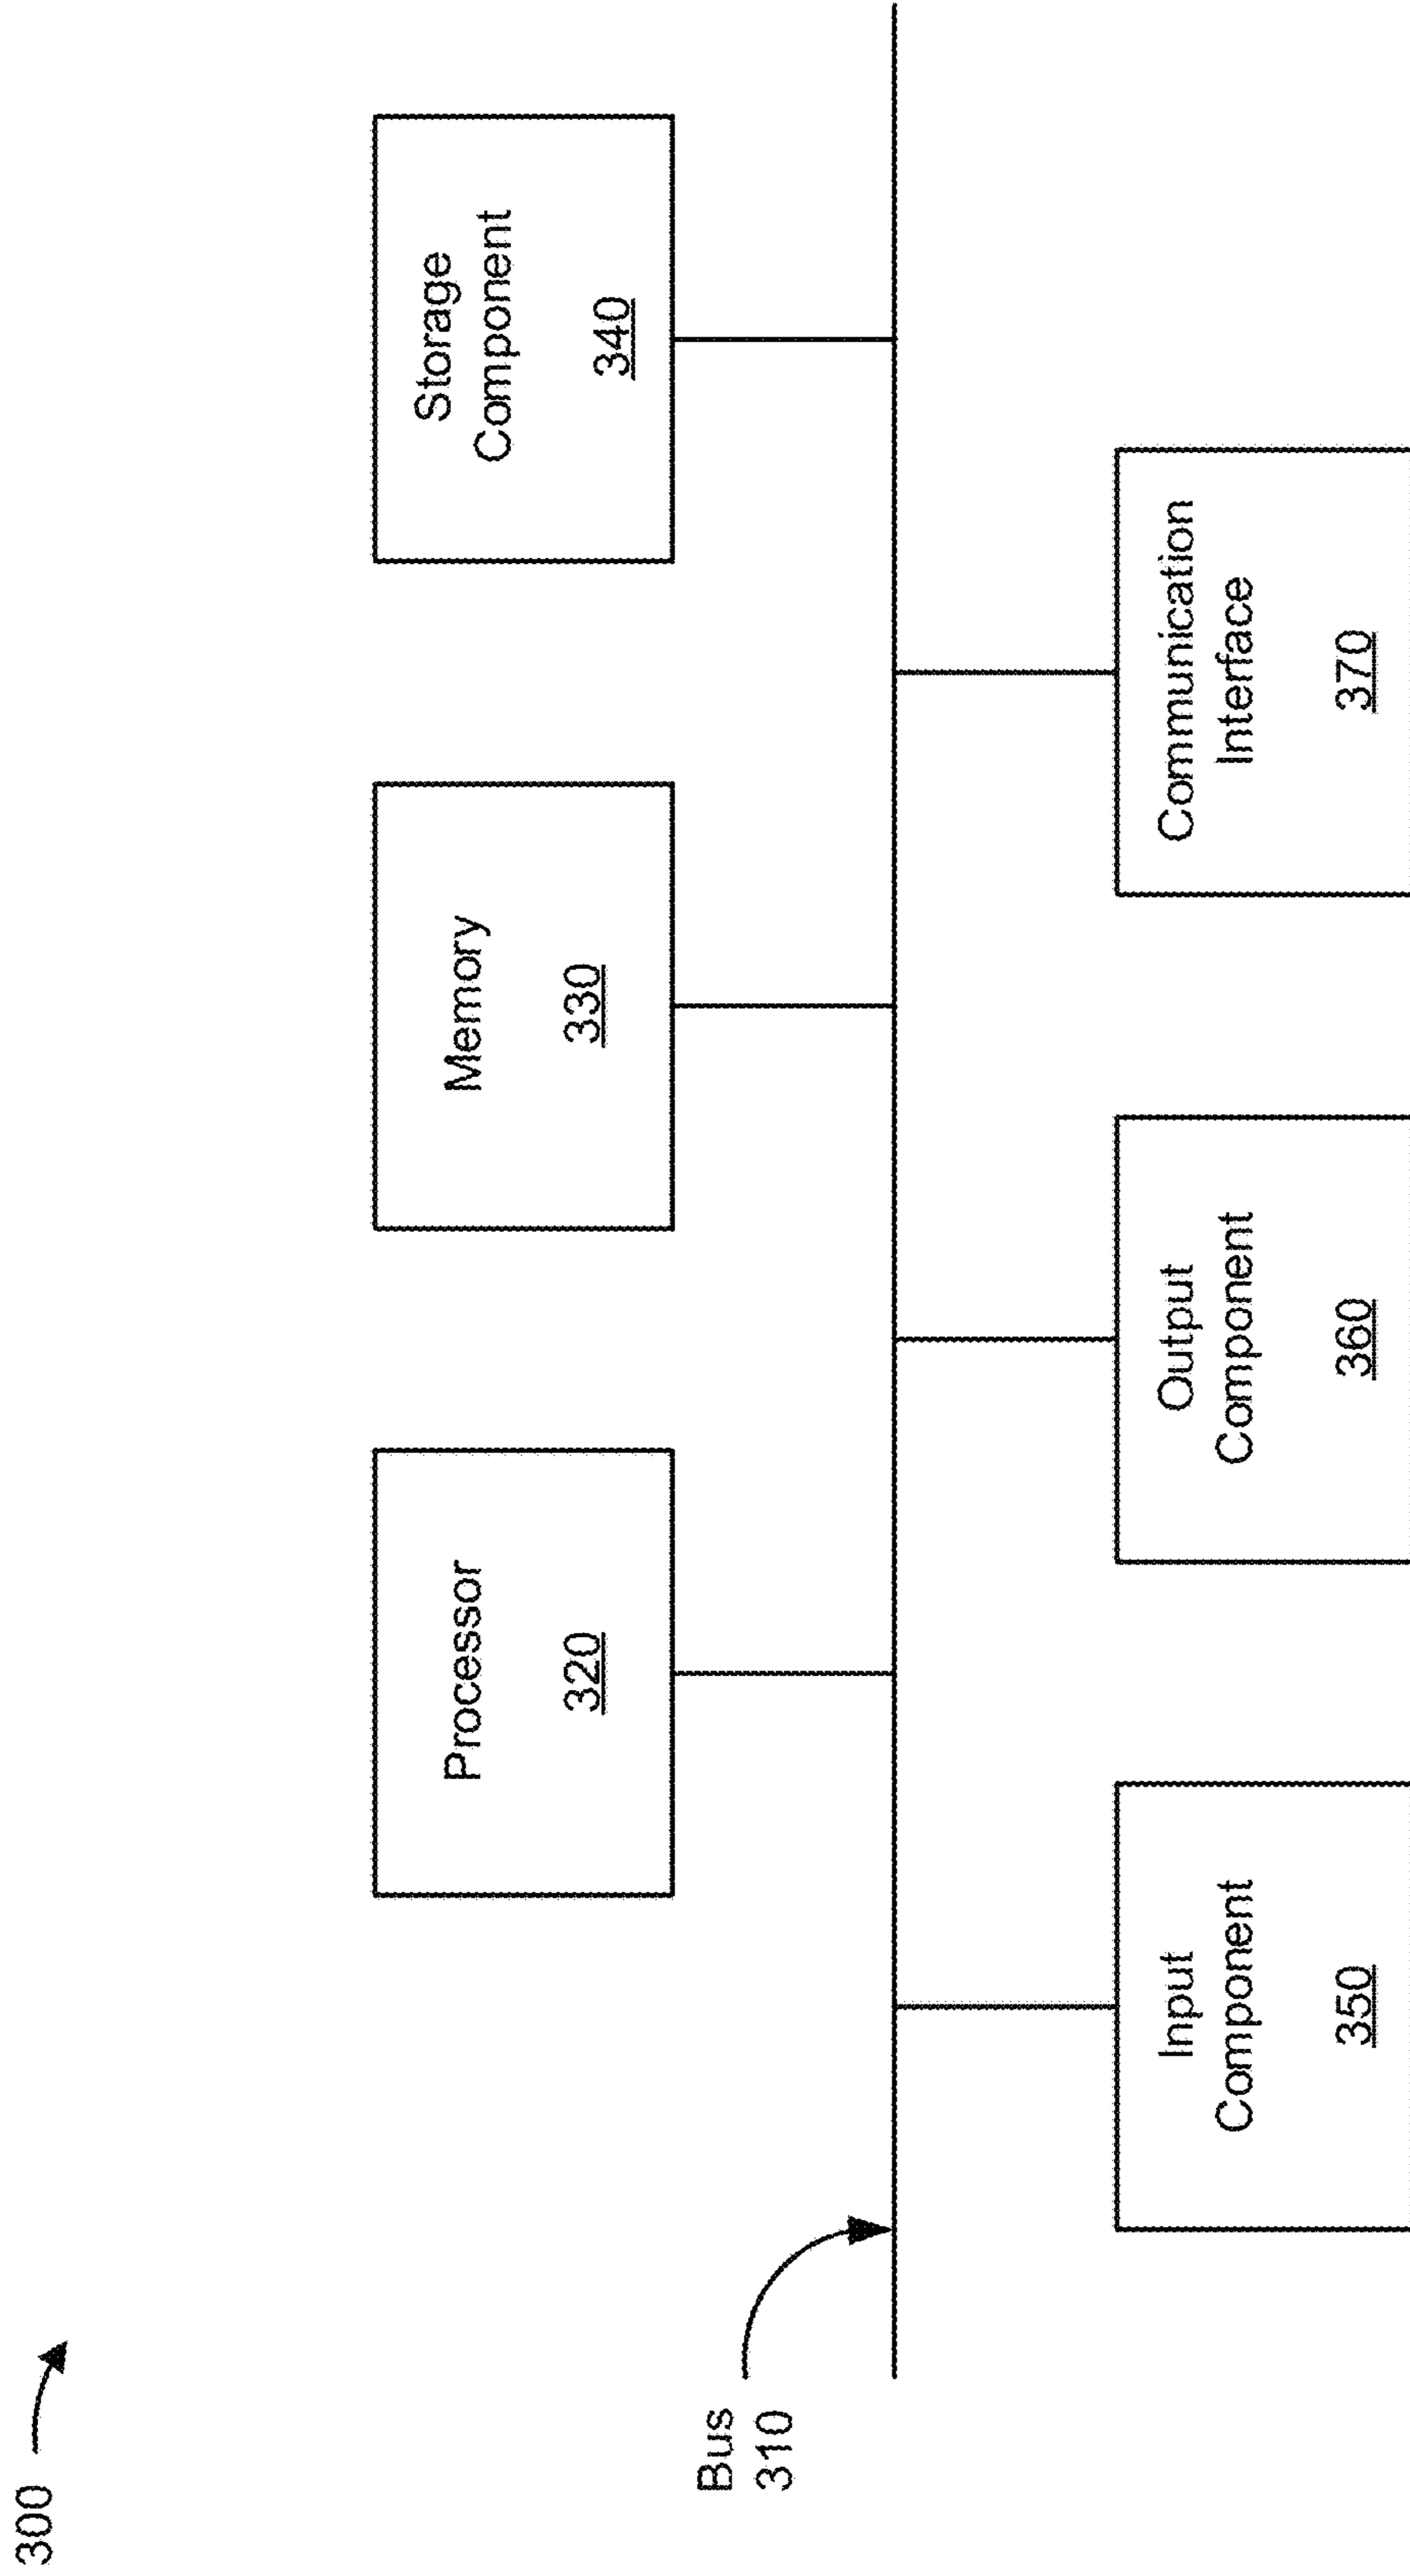 300
Processor
320
Memory
330
Storage
Component
340
Bus
310
Input
Component
350
Output
Component
360
Communication
Interface
370